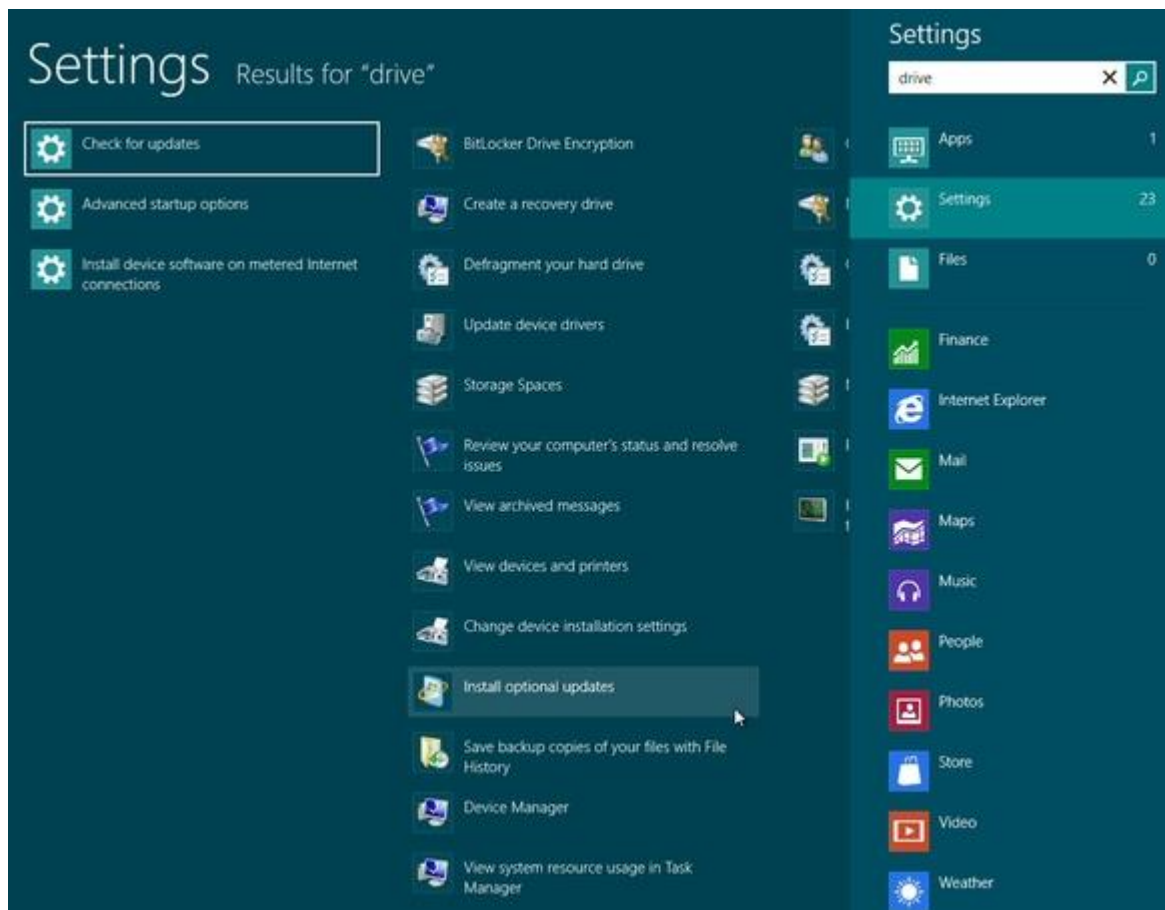 Settings Results for "drive"
Check for updates
Advanced startup options
Install device software on metered Internet
connections
BitLocker Drive Encryption
Create a recovery drive
Defragment your hard drive
Update device drivers
Storage Spaces
Review your computer's status and resolve
issues
View archived messages
View devices and printers
Change device installation settings
Install optional updates
Save backup copies of your files with File
History
Device Manager
View system resource usage in Task
Manager
Settings
drive
Apps 1
Settings 23
Files 0
Finance
Internet Explorer
Mail
Maps
Music
People
Photos
Store
Video
Weather